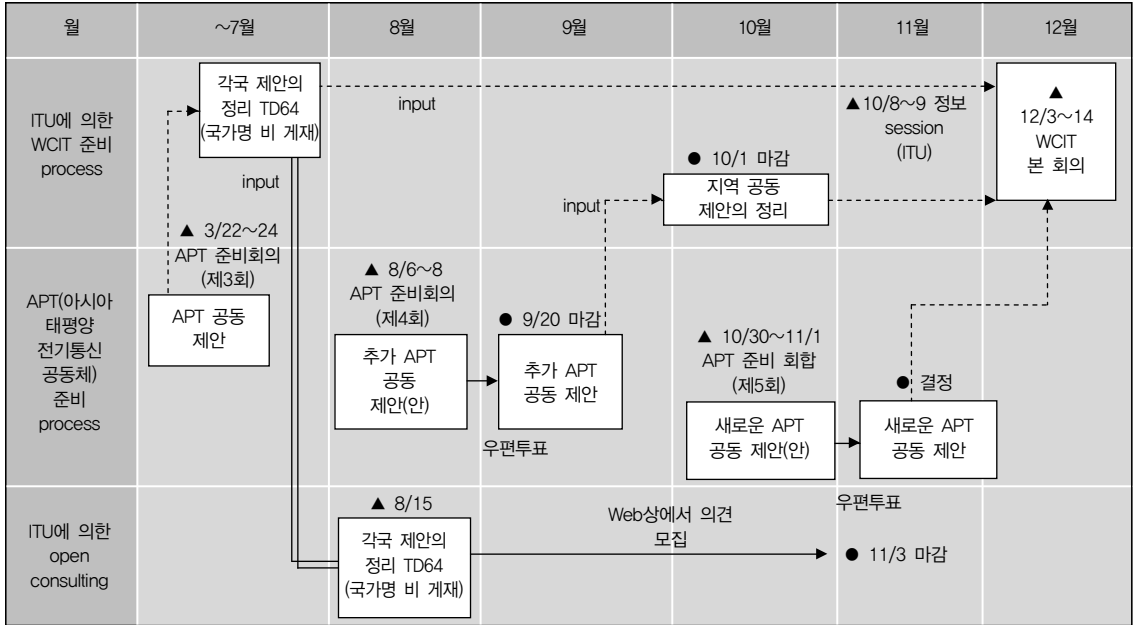 월
~7월
8월
9월
10월
11월
12월
ITU에 의한
WCIT 준비
process
각국 제안의
정리 TD64
(국가명 비 게재)
input
input
▲ 3/22~24
APT 준비회의
(제3회)
input
● 10/1 마감
지역 공동
제안의 정리
▲10/8~9 정보
session
(ITU)
▲
12/3~14
WCIT
본 회의
APT(아시아
태평양
전기통신
공동체)
준비
process
APT 공동
제안
▲ 8/6~8
APT 준비회의
(제4회)
추가 APT
공동
제안(안)
● 9/20 마감
추가 APT
공동 제안
우편투표
▲ 10/30~11/1
APT 준비 회합
(제5회)
새로운 APT
공동 제안(안)
● 결정
새로운 APT
공동 제안
우편투표
ITU에 의한
open
consulting
▲ 8/15
각국 제안의
정리 TD64
(국가명 비 게재)
Web상에서 의견
모집
● 11/3 마감